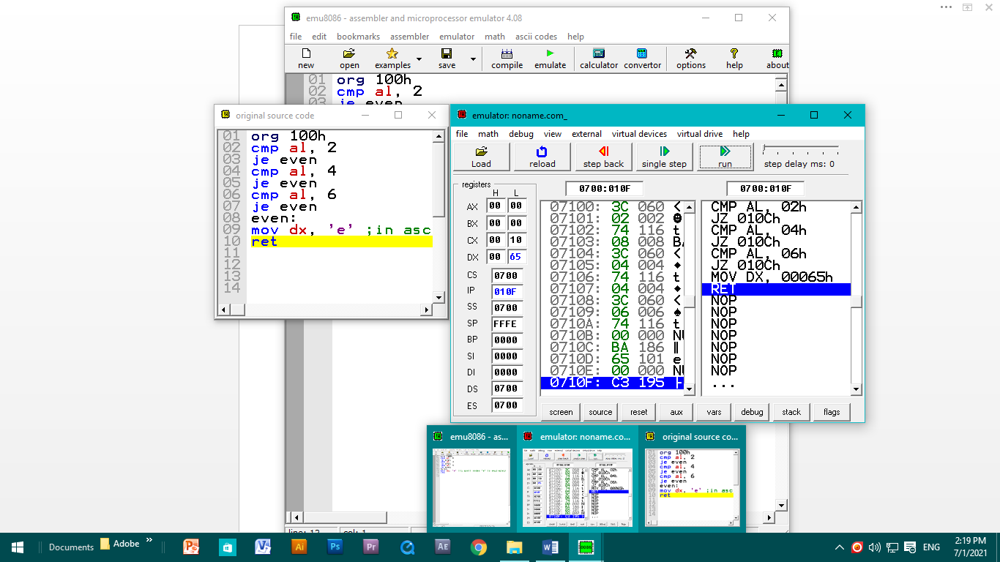 emu8086 - assembler and microprocessor emulator 4.08
file edit bookmarks assembler emulator math ascii codes help
new open examples save compile emulate calculator convertor options help about
01 org 100h
02 cmp al, 2
03 je even
original source code
01 org 100h
02 cmp al, 2
03 je even
04 cmp al, 4
05 je even
06 cmp al, 6
07 je even
08 even:
09 mov dx, 'e' ;in asc
10 ret
11
12
13
14
emulator: noname.com_
file math debug view external virtual devices virtual drive help
Load reload step back single step run step delay ms: 0
registers
H L
AX 00 00
BX 00 00
CX 00 10
DX 00 65
CS 0700
IP 010F
SS 0700
SP FFFE
BP 0000
SI 0000
DI 0000
DS 0700
ES 0700
0700:010F
07100: 3C 060 <
07101: 02 002 ☻
07102: 74 116 t
07103: 08 008 BA
07104: 3C 060 <
07105: 04 004 ♦
07106: 74 116 t
07107: 04 004 ♦
07108: 3C 060 <
07109: 06 006 ♠
0710A: 74 116 t
0710B: 00 000 NU
0710C: BA 186 ║
0710D: 65 101 e
0710E: 00 000 NU
0710F: C3 195 ├
0700:010F
CMP AL, 02h
JZ 010Ch
CMP AL, 04h
JZ 010Ch
CMP AL, 06h
JZ 010Ch
MOV DX, 00065h
RET
NOP
NOP
NOP
NOP
NOP
NOP
NOP
...
screen source reset aux vars debug stack flags
emu8086 - as...
emulator: noname.co...
original source co...
01 org 100h
02 cmp al, 2
03 je even
04 cmp al, 4
05 je even
06 cmp al, 6
07 je even
08 even:
09 mov dx, 'e' ;in asc
10 ret
line: 12 col: 1
Documents Adobe »
ENG
2:19 PM
7/1/2021